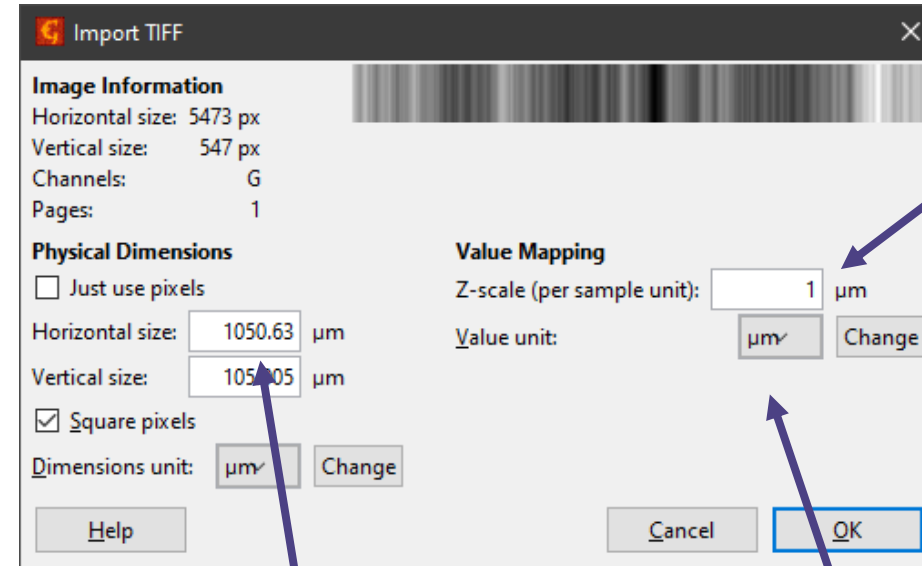 Import TIFF
Image Information
Horizontal size: 5473 px
Vertical size: 547 px
Channels: G
Pages: 1
Physical Dimensions
Just use pixels
Horizontal size: 1050.63 µm
Vertical size: µm
Square pixels
Dimensions unit: µm Change
Value Mapping
Z-scale (per sample unit): 1 µm
Value unit: µm Change
Help Cancel OK